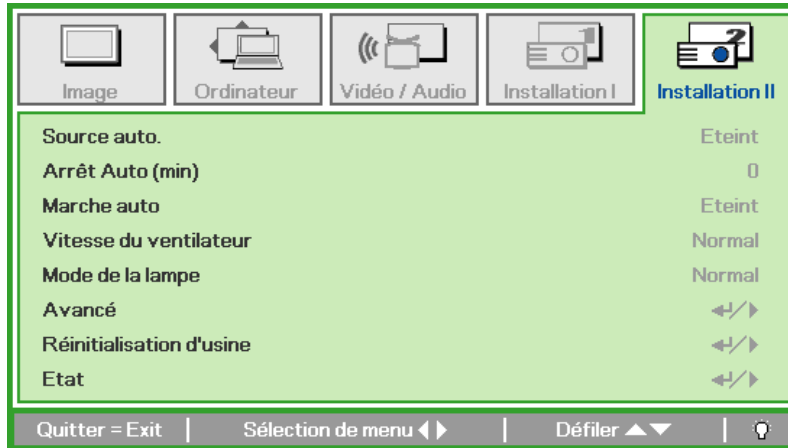 Image
Ordinateur
Vidéo / Audio
Installation I
2
Installation II
Source auto. Eteint
Arrêt Auto (min) 0
Marche auto Eteint
Vitesse du ventilateur Normal
Mode de la lampe Normal
Avancé
Réinitialisation d'usine
Etat
Quitter = Exit Sélection de menu Défiler